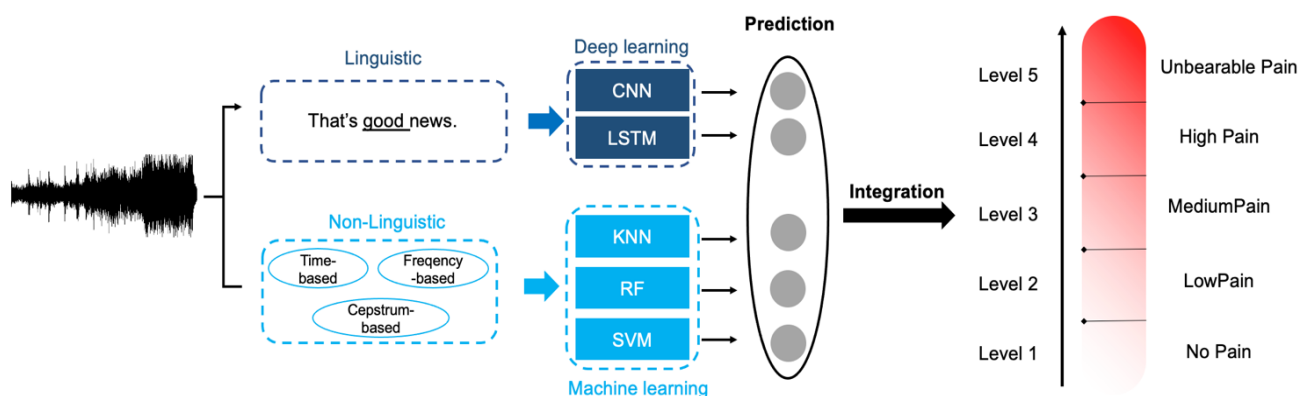 Linguistic
That's good news.
Non-Linguistic
Time-
based
Freqency
-based
Cepstrum-
based
Deep learning
CNN
LSTM
KNN
RF
SVM
Machine learning
Prediction
Integration
Level 5
Unbearable Pain
Level 4
High Pain
Level 3
MediumPain
Level 2
LowPain
Level 1
No Pain